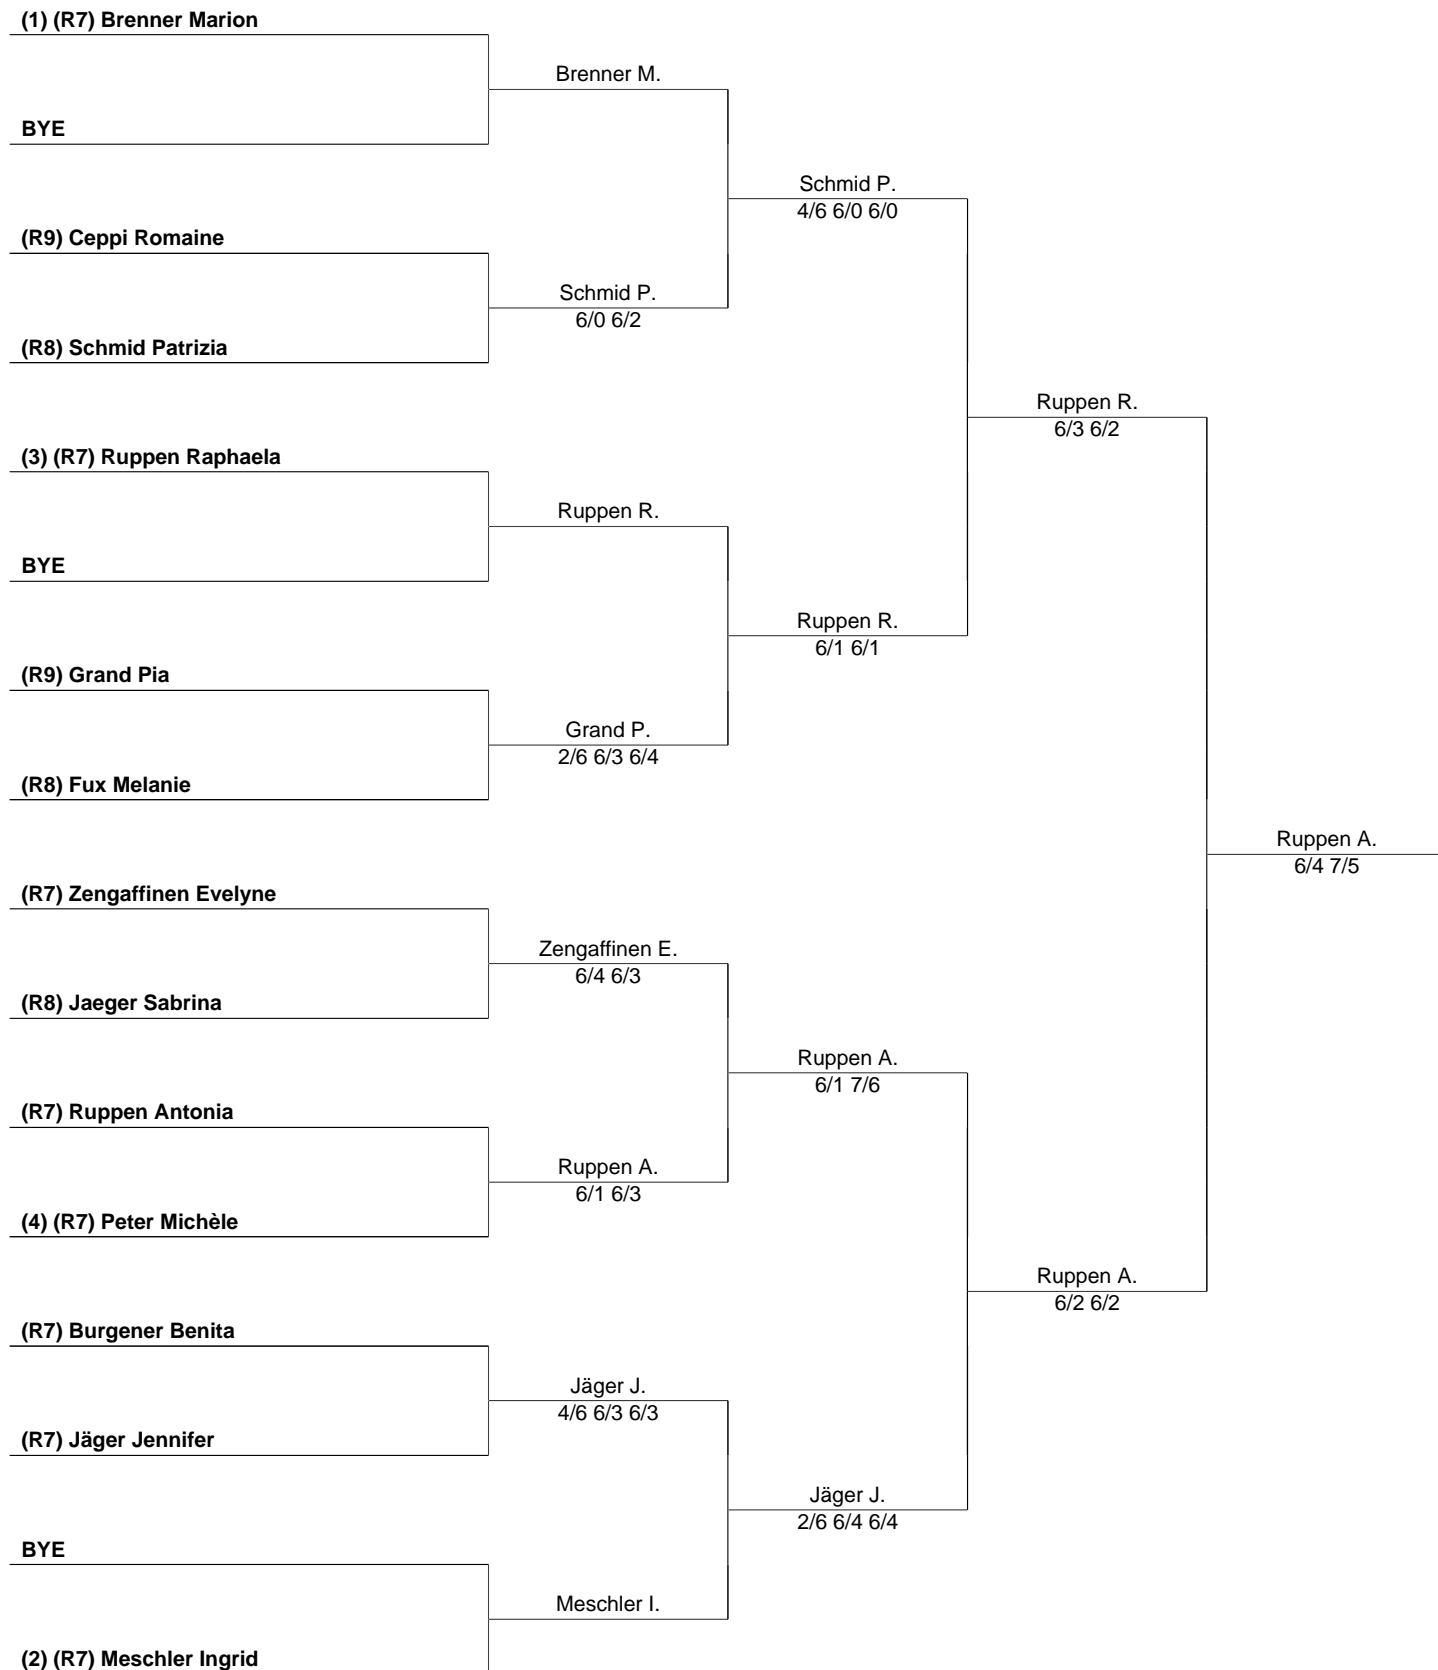 (1) (R7) Brenner Marion
Brenner M.
BYE
Schmid P.
4/6 6/0 6/0
(R9) Ceppi Romaine
Schmid P.
6/0 6/2
(R8) Schmid Patrizia
Ruppen R.
6/3 6/2
(3) (R7) Ruppen Raphaela
Ruppen R.
BYE
Ruppen R.
6/1 6/1
(R9) Grand Pia
Grand P.
2/6 6/3 6/4
(R8) Fux Melanie
Ruppen A.
6/4 7/5
(R7) Zengaffinen Evelyne
Zengaffinen E.
6/4 6/3
(R8) Jaeger Sabrina
Ruppen A.
6/1 7/6
(R7) Ruppen Antonia
Ruppen A.
6/1 6/3
(4) (R7) Peter Michèle
Ruppen A.
6/2 6/2
(R7) Burgener Benita
Jäger J.
4/6 6/3 6/3
(R7) Jäger Jennifer
Jäger J.
2/6 6/4 6/4
BYE
Meschler I.
(2) (R7) Meschler Ingrid